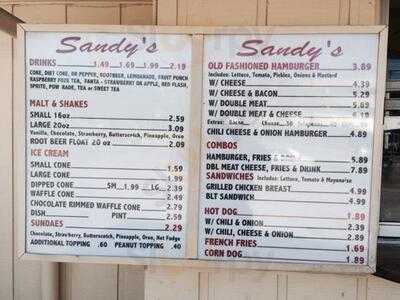 Sandy's
DRINKS 1.49 1.69 1.99 2.19
COKE, DIET COKE, DR PEPPER, ROOTBEER, LEMONADE, FRUIT PUNCH
RASPBERRY FUZE TEA, FANTA - STRAWBERRY OR APPLE, RED FLASH,
SPRITE, POW RADE, TEA or SWEET TEA
MALT & SHAKES
SMALL 16oz 2.59
LARGE 20oz 3.09
Vanilla, Chocolate, Strawberry, Butterscotch, Pineapple, Oreo
ROOT BEER FLOAT 20 oz 2.09
ICE CREAM
SMALL CONE 1.59
LARGE CONE 1.99
DIPPED CONE SM 1.99 LG 2.39
WAFFLE CONE 2.49
CHOCOLATE RIMMED WAFFLE CONE 2.79
DISH PINT 2.59
SUNDAES 2.29
Chocolate, Strawberry, Butterscotch, Pineapple, Oreo, Hot Fudge
ADDITIONAL TOPPING .60 PEANUT TOPPING .40
Sandy's
OLD FASHIONED HAMBURGER 3.89
Includes: Lettuce, Tomato, Pickles, Onions & Mustard
W/ CHEESE 4.39
W/ CHEESE & BACON 5.29
W/ DOUBLE MEAT 5.69
W/ DOUBLE MEAT & CHEESE 6.19
Extras: Cheese .50
CHILI CHEESE & ONION HAMBURGER 4.89
COMBOS
HAMBURGER, FRIES & DRINK 5.89
DBL MEAT CHEESE, FRIES & DRINK 7.89
SANDWICHES Includes: Lettuce, Tomato & Mayonaise
GRILLED CHICKEN BREAST 4.99
BLT SANDWICH 4.99
HOT DOG 1.89
W/ CHILI & ONION 2.39
W/ CHILI, CHEESE & ONION 2.89
FRENCH FRIES 1.69
CORN DOG 1.89